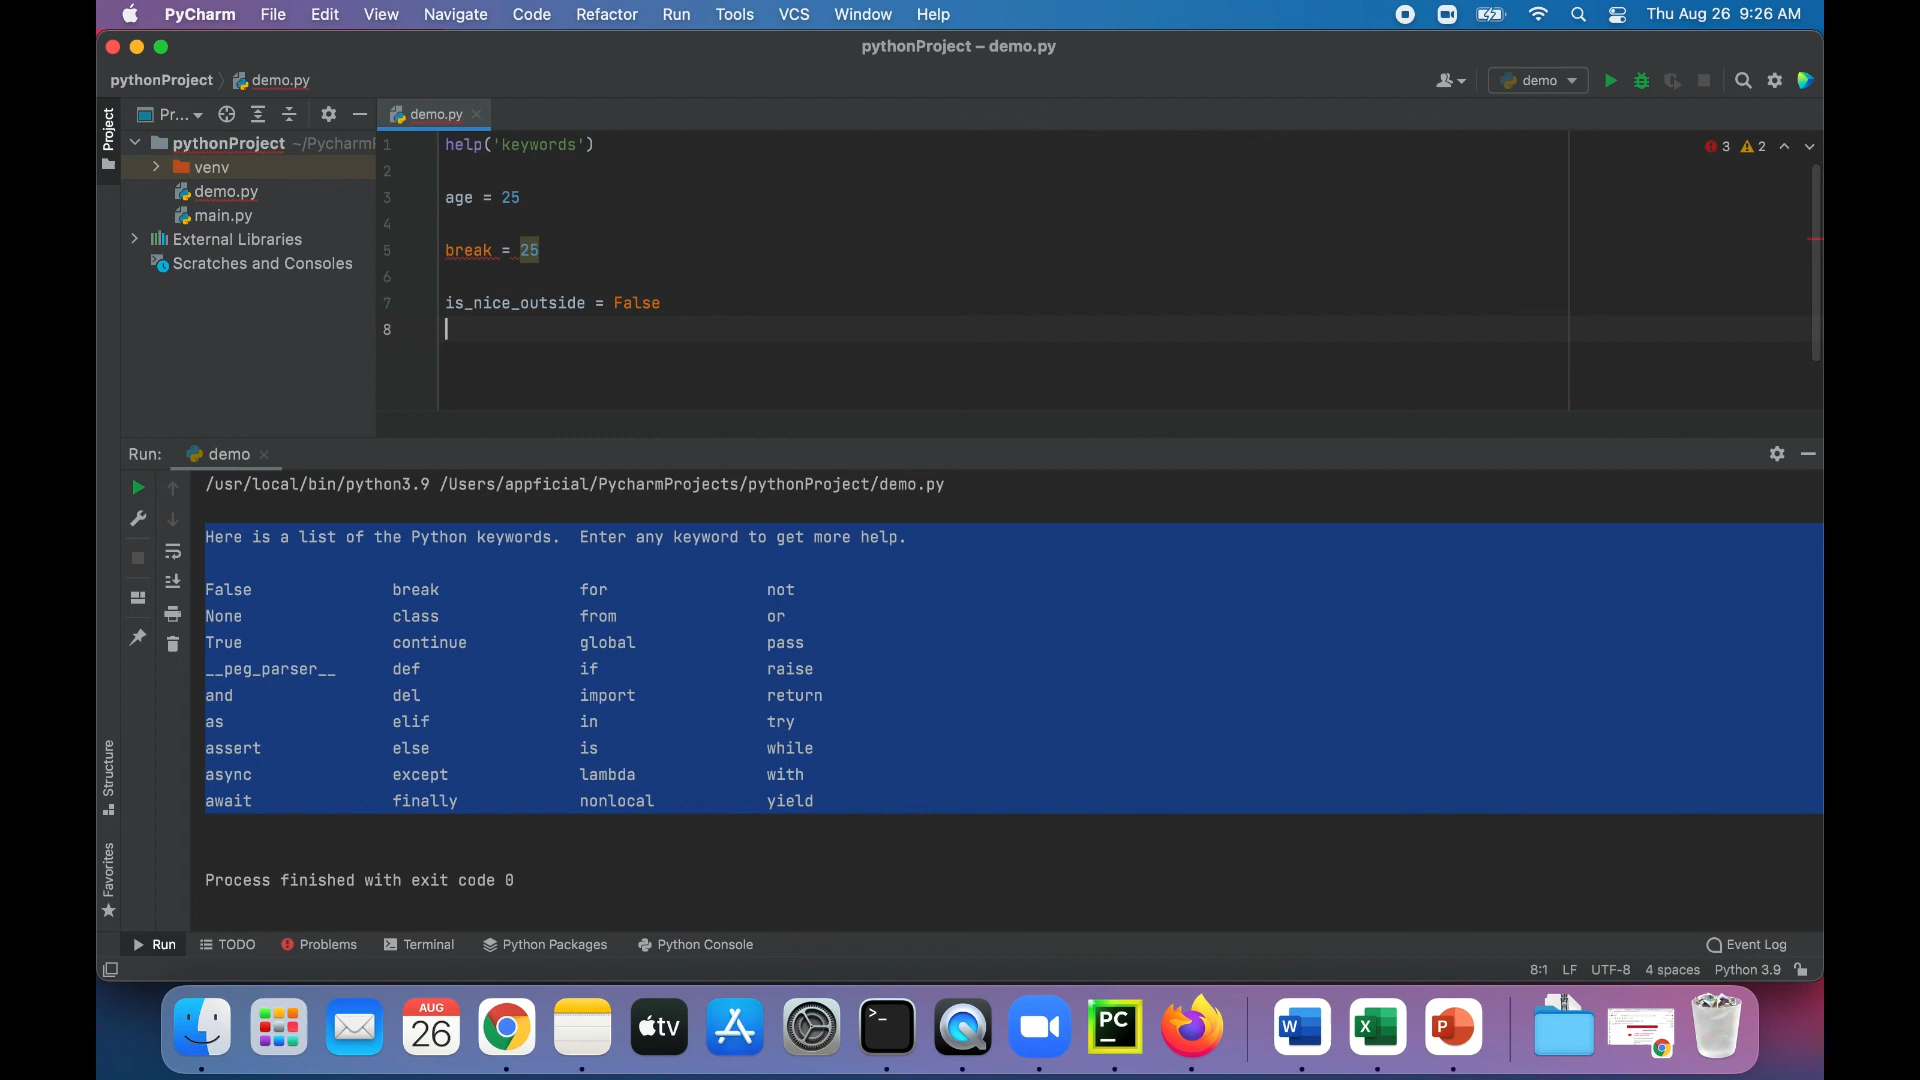 PyCharm File Edit View Navigate Code Refactor Run Tools VCS Window Help Thu Aug 26 9:26 AM
pythonProject – demo.py
pythonProject demo.py demo
Project
Pr...
demo.py
pythonProject ~/Pycharm
venv
demo.py
main.py
External Libraries
Scratches and Consoles
1 help('keywords')
2
3 age = 25
4
5 break = 25
6
7 is_nice_outside = False
8
3 2
Run: demo
/usr/local/bin/python3.9 /Users/appficial/PycharmProjects/pythonProject/demo.py
Here is a list of the Python keywords.  Enter any keyword to get more help.
False break for not
None class from or
True continue global pass
__peg_parser__ def if raise
and del import return
as elif in try
assert else is while
async except lambda with
await finally nonlocal yield
Process finished with exit code 0
Structure
Favorites
Run TODO Problems Terminal Python Packages Python Console Event Log
8:1 LF UTF-8 4 spaces Python 3.9
AUG
26
tv
>_
PC
W
X
P